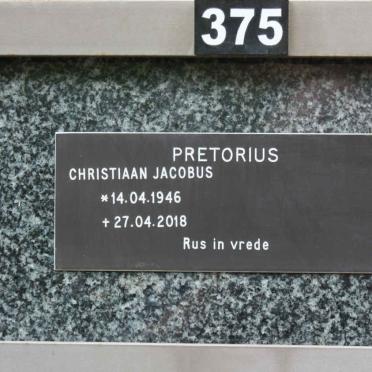 375
PRETORIUS
CHRISTIAAN JACOBUS
*14.04.1946
+27.04.2018
Rus in vrede